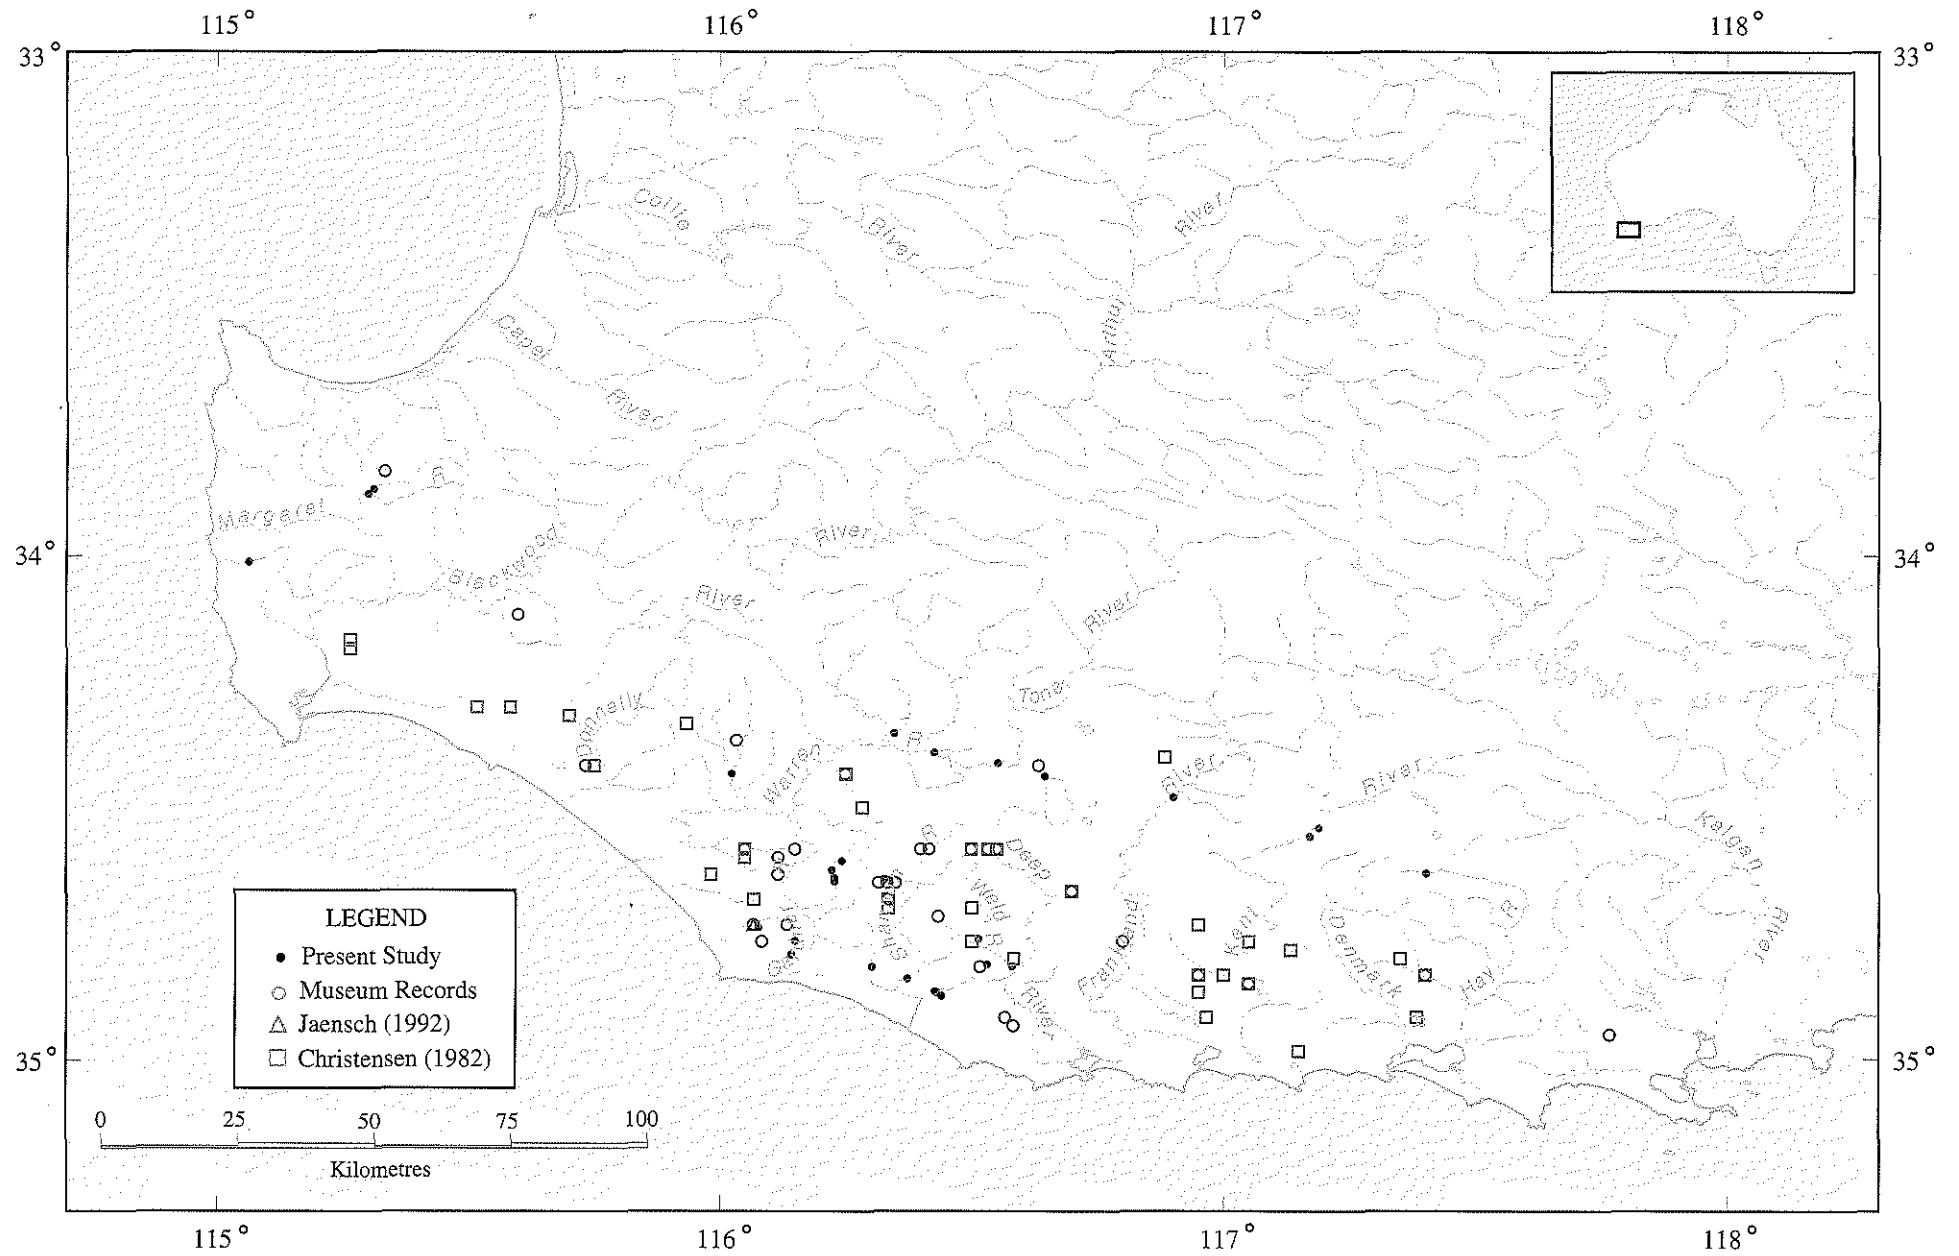 115° 116° 117° 118°
33° 33°
Collie
River
River
Arthur
Capel
River
R
Margaret
River
34° 34°
Blackwood
River
River
Donnelly
Tone
Warren
R
River
River
Kalgan
R
Deep
Weld
R
Shannon
Gardner
Frankland
Kent
Denmark
R
Hay
River
River
LEGEND
Present Study
Museum Records
Jaensch (1992)
Christensen (1982)
35° 35°
0 25 50 75 100
Kilometres
115° 116° 117° 118°